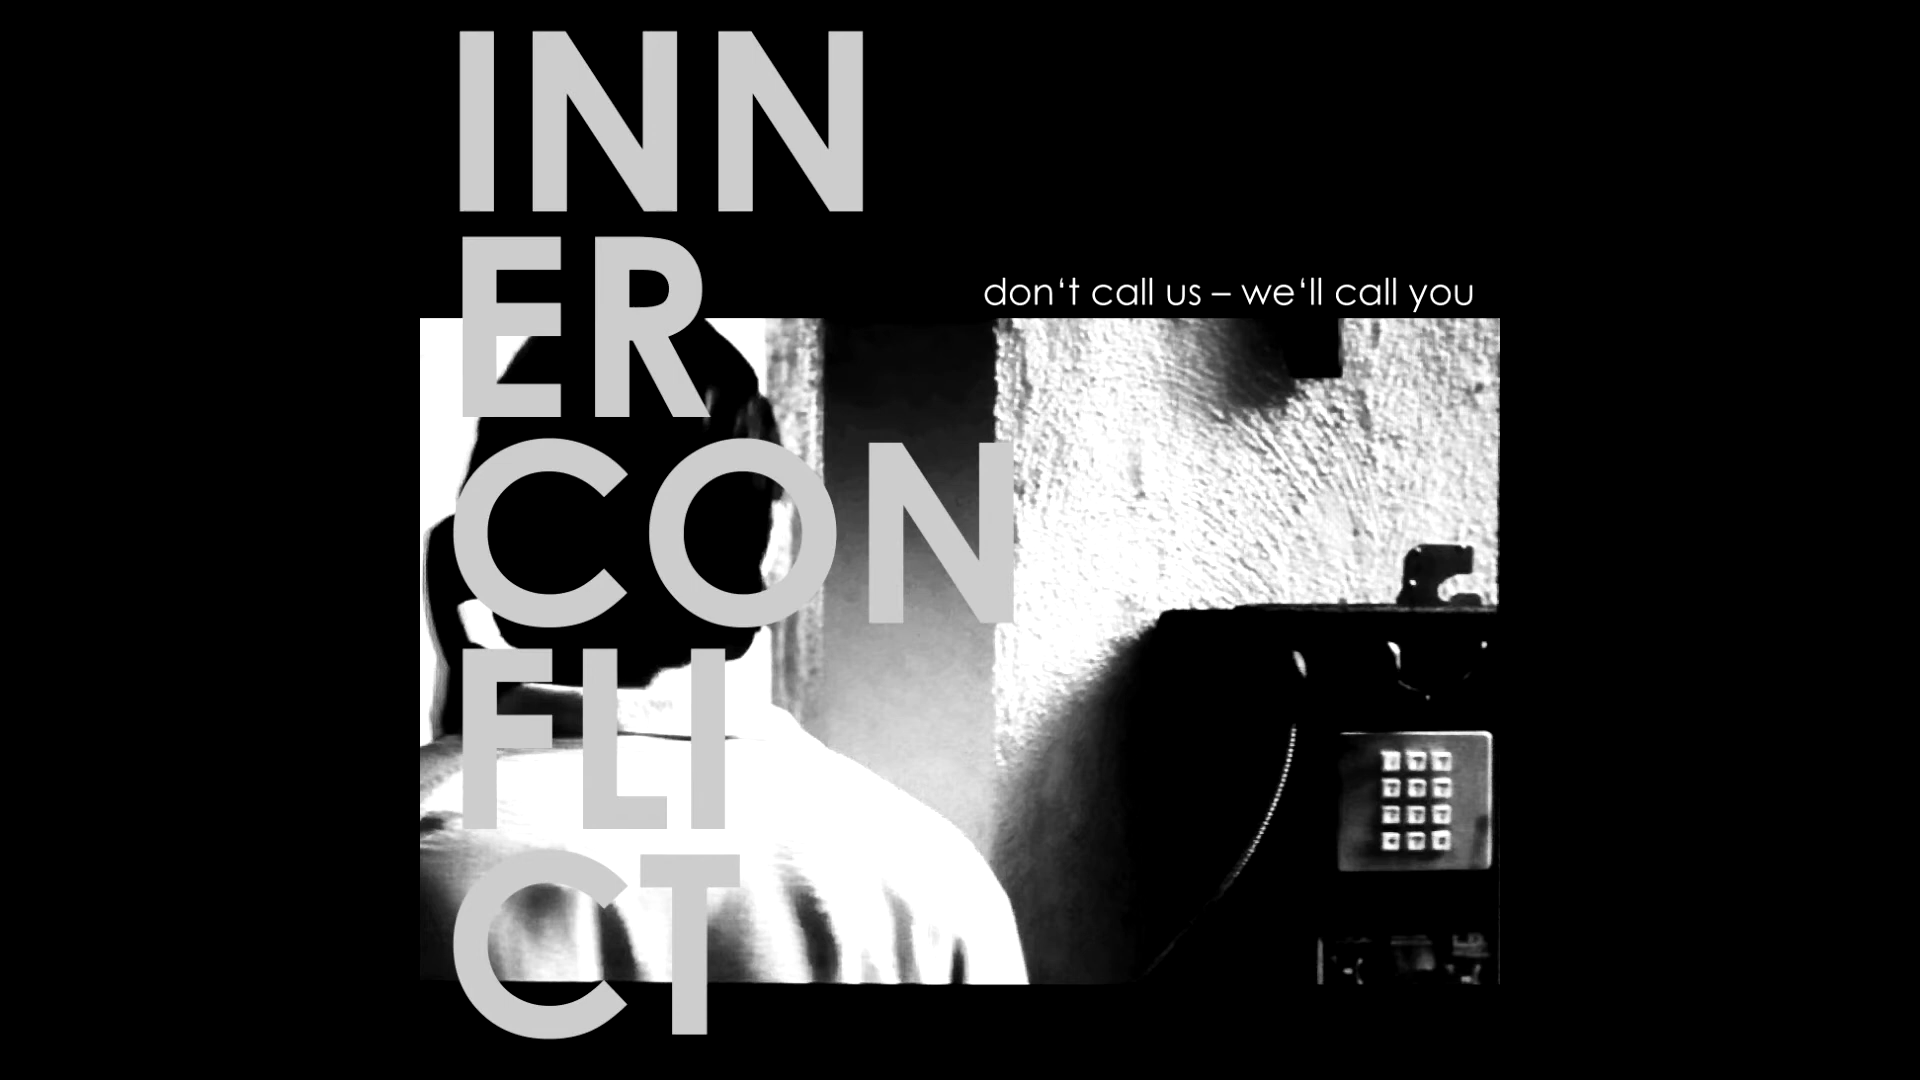 INN
ER
don‘t call us – we‘ll call you
CON
FLI
CT